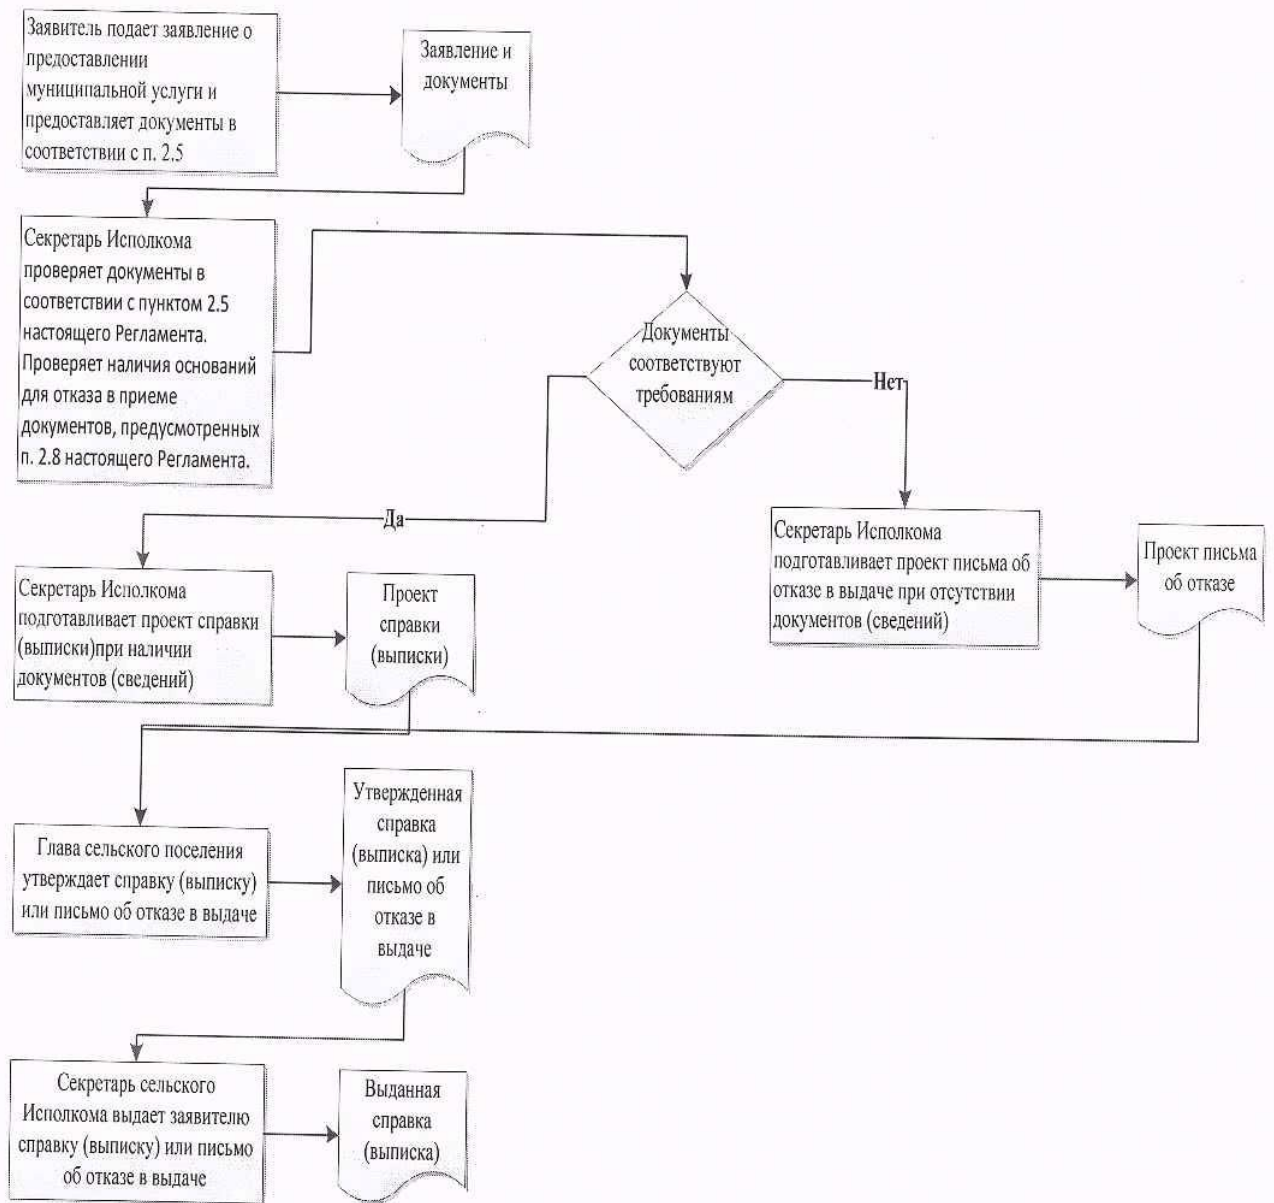 Заявитель подает заявление о
предоставлении
муниципальной услуги и
предоставляет документы в
соответствии с п. 2.5
Заявление и
документы
Секретарь Исполкома
проверяет документы в
соответствии с пунктом 2.5
настоящего Регламента.
Проверяет наличия оснований
для отказа в приеме
документов, предусмотренных
п. 2.8 настоящего Регламента.
Документы
соответствуют
требованиям
Нет
Да
Секретарь Исполкома
подготавливает проект письма об
отказе в выдаче при отсутствии
документов (сведений)
Проект письма
об отказе
Секретарь Исполкома
подготавливает проект справки
(выписки)при наличии
документов (сведений)
Проект
справки
(выписки)
Глава сельского поселения
утверждает справку (выписку)
или письмо об отказе в выдаче
Утвержденная
справка
(выписка) или
письмо об
отказе в
выдаче
Секретарь сельского
Исполкома выдает заявителю
справку (выписку) или письмо
об отказе в выдаче
Выданная
справка
(выписка)